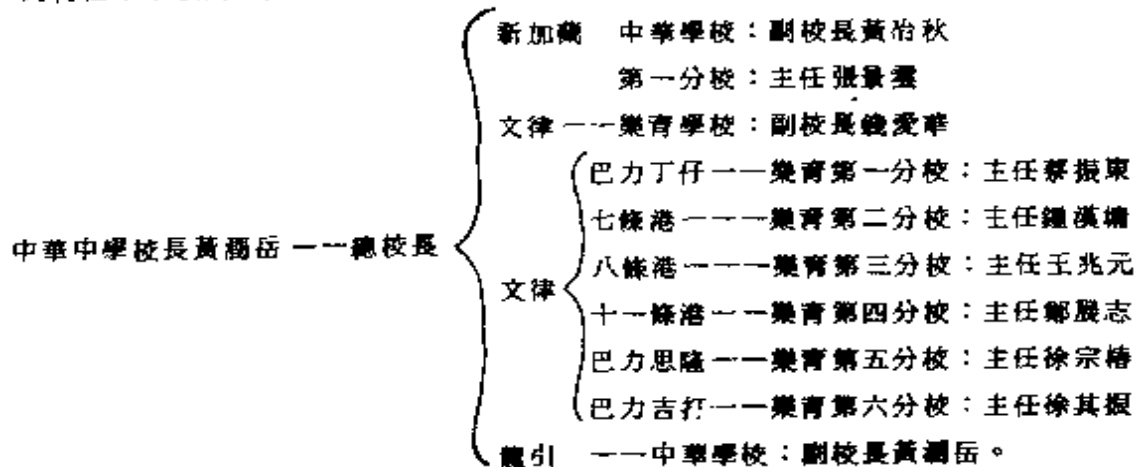 新加蘭 中華學校：副校長黃冶秋
第一分校：主任張景雲
文律——樂育學校：副校長錢愛華
巴力丁仔——樂育第一分校：主任蔡振東
七條港———樂育第二分校：主任鍾漢墉
中華中學校長黃潤岳——總校長
八條港———樂育第三分校：主任王兆元
文律
十一條港——樂育第四分校：主任鄭勝志
巴力思隆——樂育第五分校：主任徐宗椿
巴力吉打——樂育第六分校：主任徐其振
龍引 ——中華學校：副校長黃潤岳。